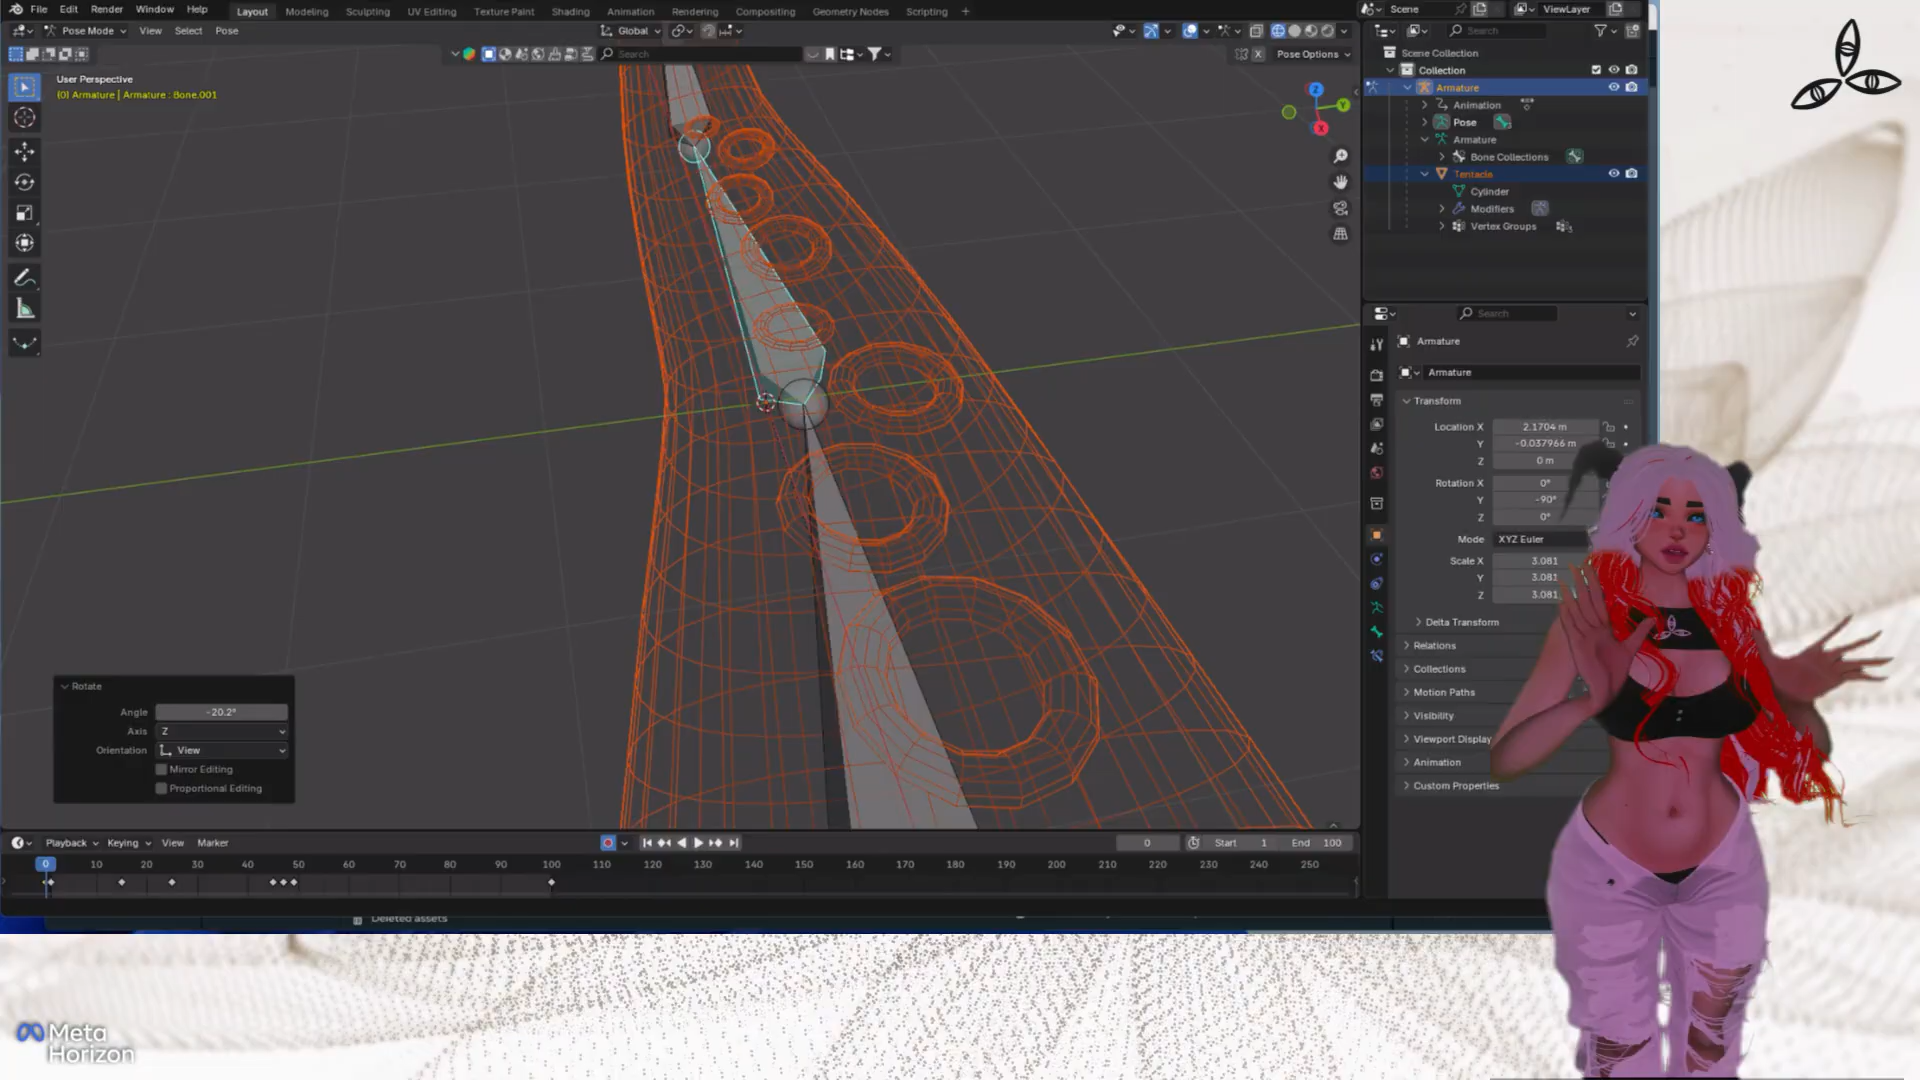 File Edit Render Window Help Layout Modeling Sculpting UV Editing Texture Paint Shading Animation Rendering Compositing Geometry Nodes Scripting + Scene ViewLayer
Pose Mode View Select Pose Global Search
Search Pose Options
User Perspective
(0) Armature | Armature : Bone.001
Z
Y
X
Scene Collection
Collection
Armature
Animation
Pose
Armature
Bone Collections
Tentacle
Cylinder
Modifiers
Vertex Groups
Search
Armature
Armature
Transform
Location X 2.1704 m
Y -0.037966 m
Z 0 m
Rotation X 0°
Y -90°
Z 0°
Mode XYZ Euler
Scale X 3.081
Y 3.081
Z 3.081
Delta Transform
Relations
Collections
Motion Paths
Visibility
Viewport Display
Animation
Custom Properties
Rotate
Angle -20.2°
Axis Z
Orientation View
Mirror Editing
Proportional Editing
Playback Keying View Marker 0 Start 1 End 100
0 10 20 30 40 50 60 70 80 90 100 110 120 130 140 150 160 170 180 190 200 210 220 230 240 250
Deleted assets
Meta
Horizon